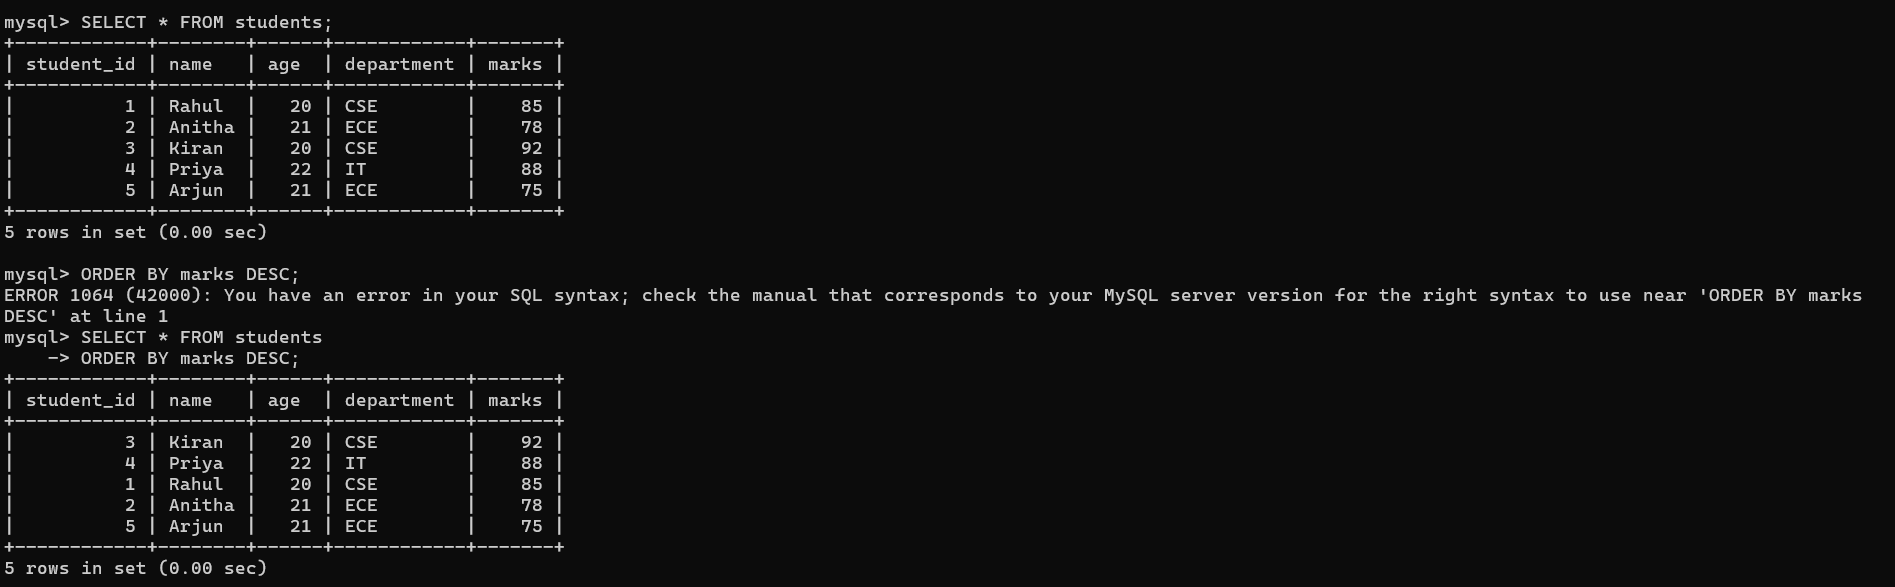 mysql> SELECT * FROM students;
+------------+--------+------+------------+-------+
| student_id | name   | age  | department | marks |
+------------+--------+------+------------+-------+
|          1 | Rahul  |   20 | CSE        |    85 |
|          2 | Anitha |   21 | ECE        |    78 |
|          3 | Kiran  |   20 | CSE        |    92 |
|          4 | Priya  |   22 | IT         |    88 |
|          5 | Arjun  |   21 | ECE        |    75 |
+------------+--------+------+------------+-------+
5 rows in set (0.00 sec)

mysql> ORDER BY marks DESC;
ERROR 1064 (42000): You have an error in your SQL syntax; check the manual that corresponds to your MySQL server version for the right syntax to use near 'ORDER BY marks
DESC' at line 1
mysql> SELECT * FROM students
    -> ORDER BY marks DESC;
+------------+--------+------+------------+-------+
| student_id | name   | age  | department | marks |
+------------+--------+------+------------+-------+
|          3 | Kiran  |   20 | CSE        |    92 |
|          4 | Priya  |   22 | IT         |    88 |
|          1 | Rahul  |   20 | CSE        |    85 |
|          2 | Anitha |   21 | ECE        |    78 |
|          5 | Arjun  |   21 | ECE        |    75 |
+------------+--------+------+------------+-------+
5 rows in set (0.00 sec)